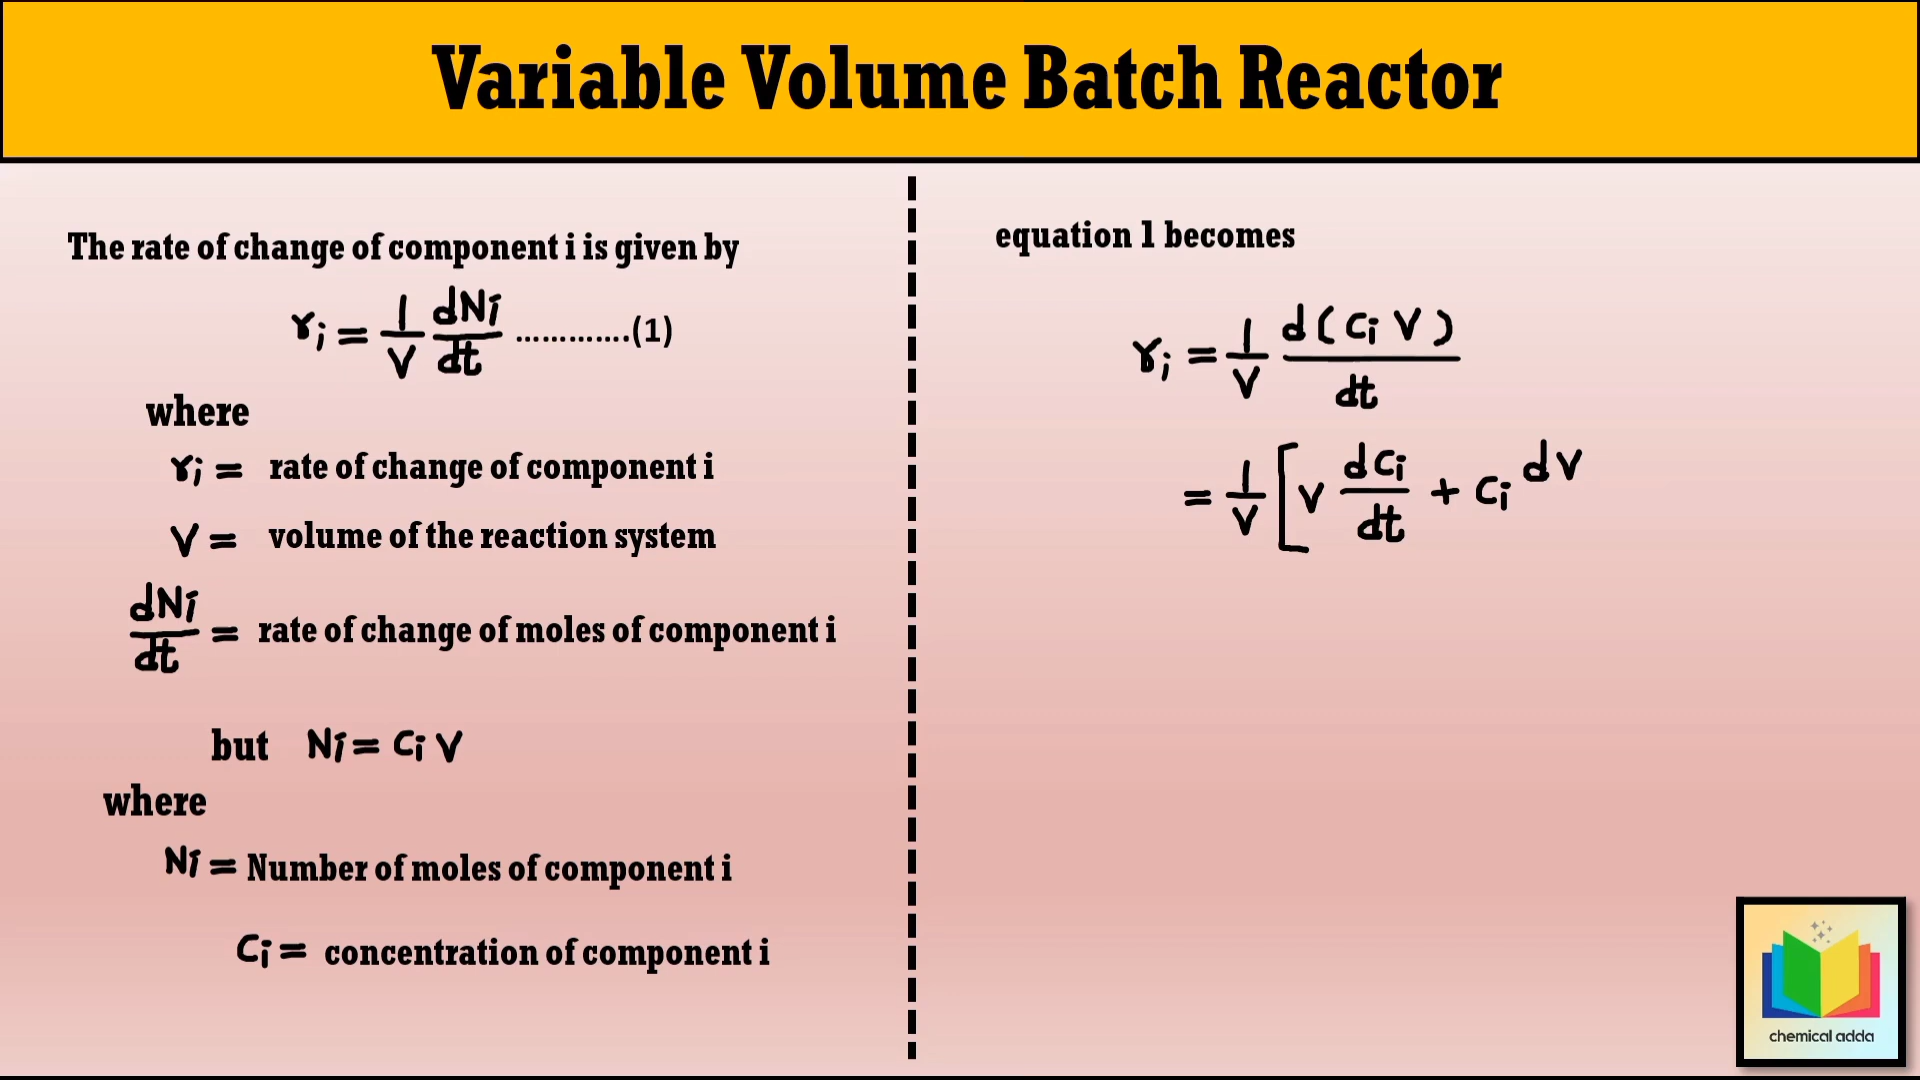 Variable Volume Batch Reactor
The rate of change of component i is given by
rᵢ = 1/V dNi/dt ………….(1)
where
rᵢ = rate of change of component i
V = volume of the reaction system
dNi/dt = rate of change of moles of component i
but Ni = Cᵢ V
where
Ni = Number of moles of component i
Cᵢ = concentration of component i
equation 1 becomes
rᵢ = 1/V d(Cᵢ V)/dt
= 1/V [V dCᵢ/dt + Cᵢ dV
chemical adda